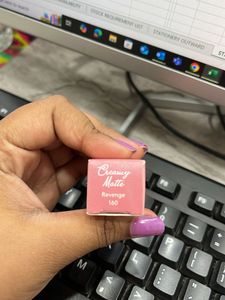 STOCK REQUIREMENT LIST
STATIONERY OUTWARD
Creamy
Matte
Revenge
160